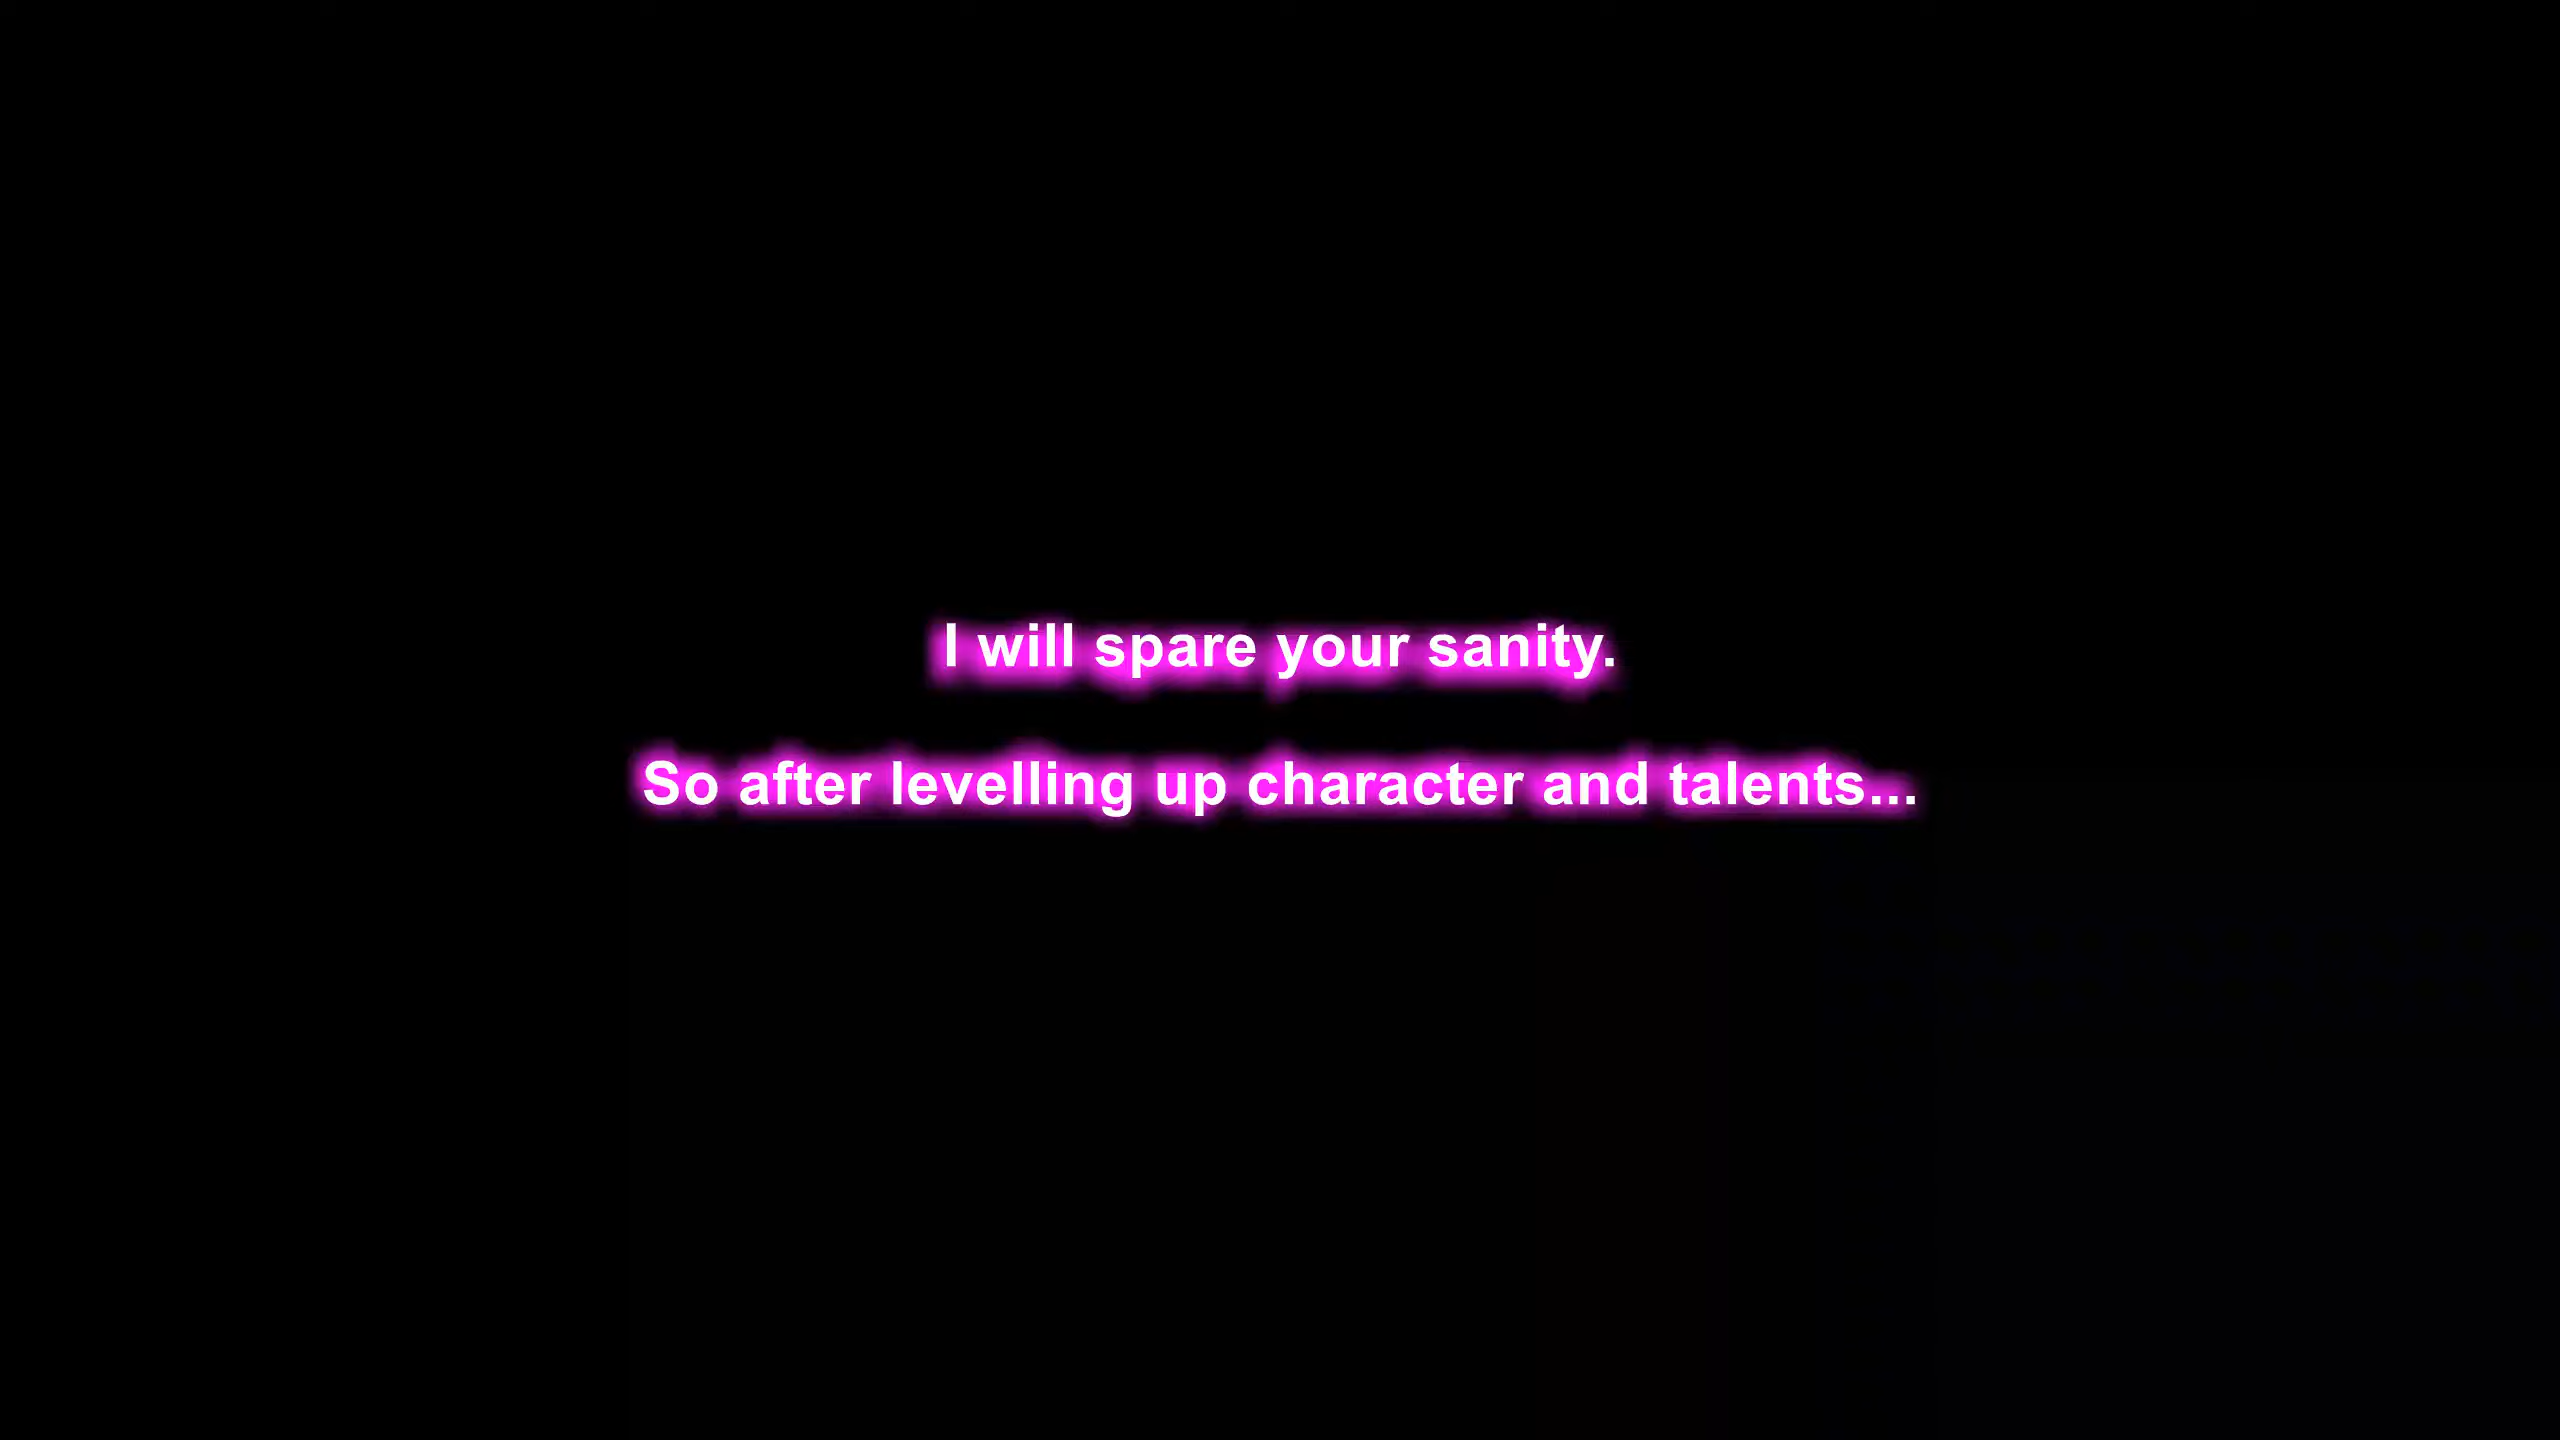 I will spare your sanity.
So after levelling up character and talents...